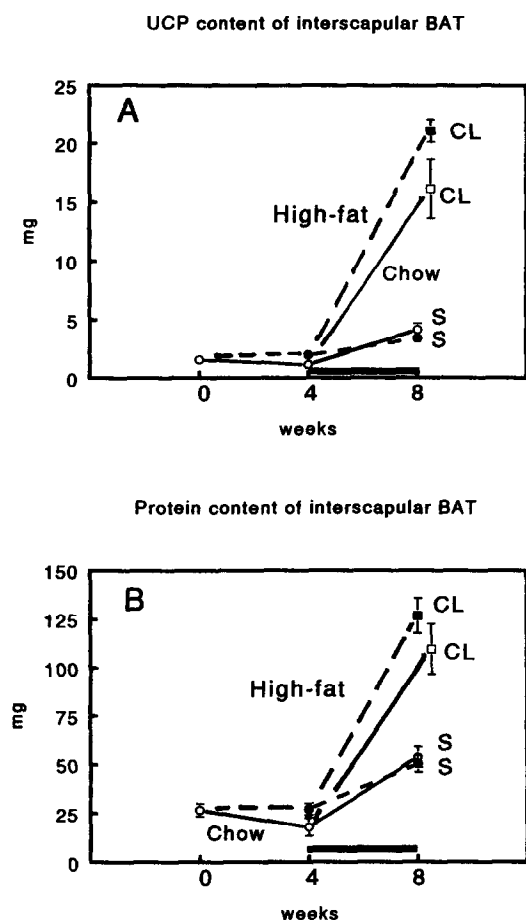 UCP content of interscapular BAT
A
25
20
15
10
5
0
mg
CL
CL
High-fat
Chow
S
S
0 4 8
weeks
Protein content of interscapular BAT
B
150
125
100
75
50
25
0
mg
CL
CL
High-fat
S
S
Chow
0 4 8
weeks